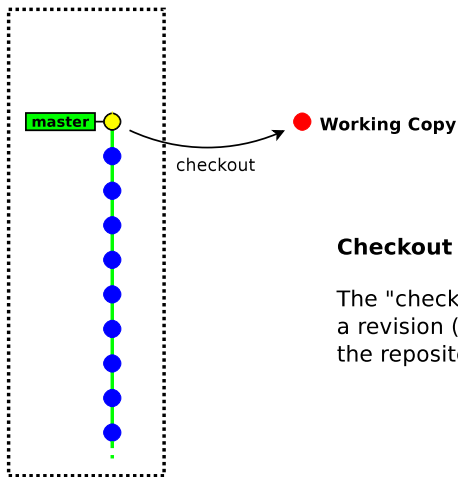 master
Working Copy
checkout
Checkout
The "check
a revision (
the reposit